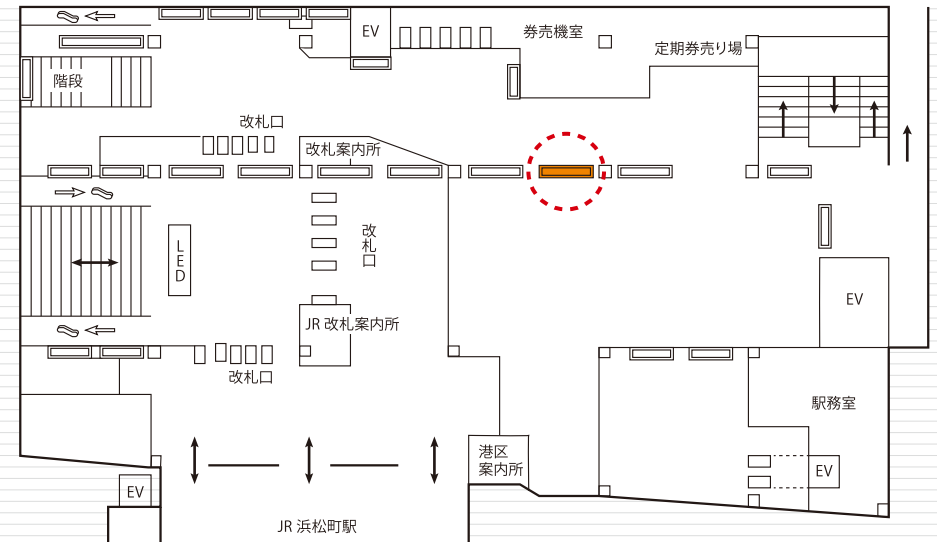 EV
券売機室
定期券売り場
階段
改札口
改札案内所
改札口
LED
EV
JR 改札案内所
改札口
駅務室
港区
案内所
EV
EV
JR 浜松町駅